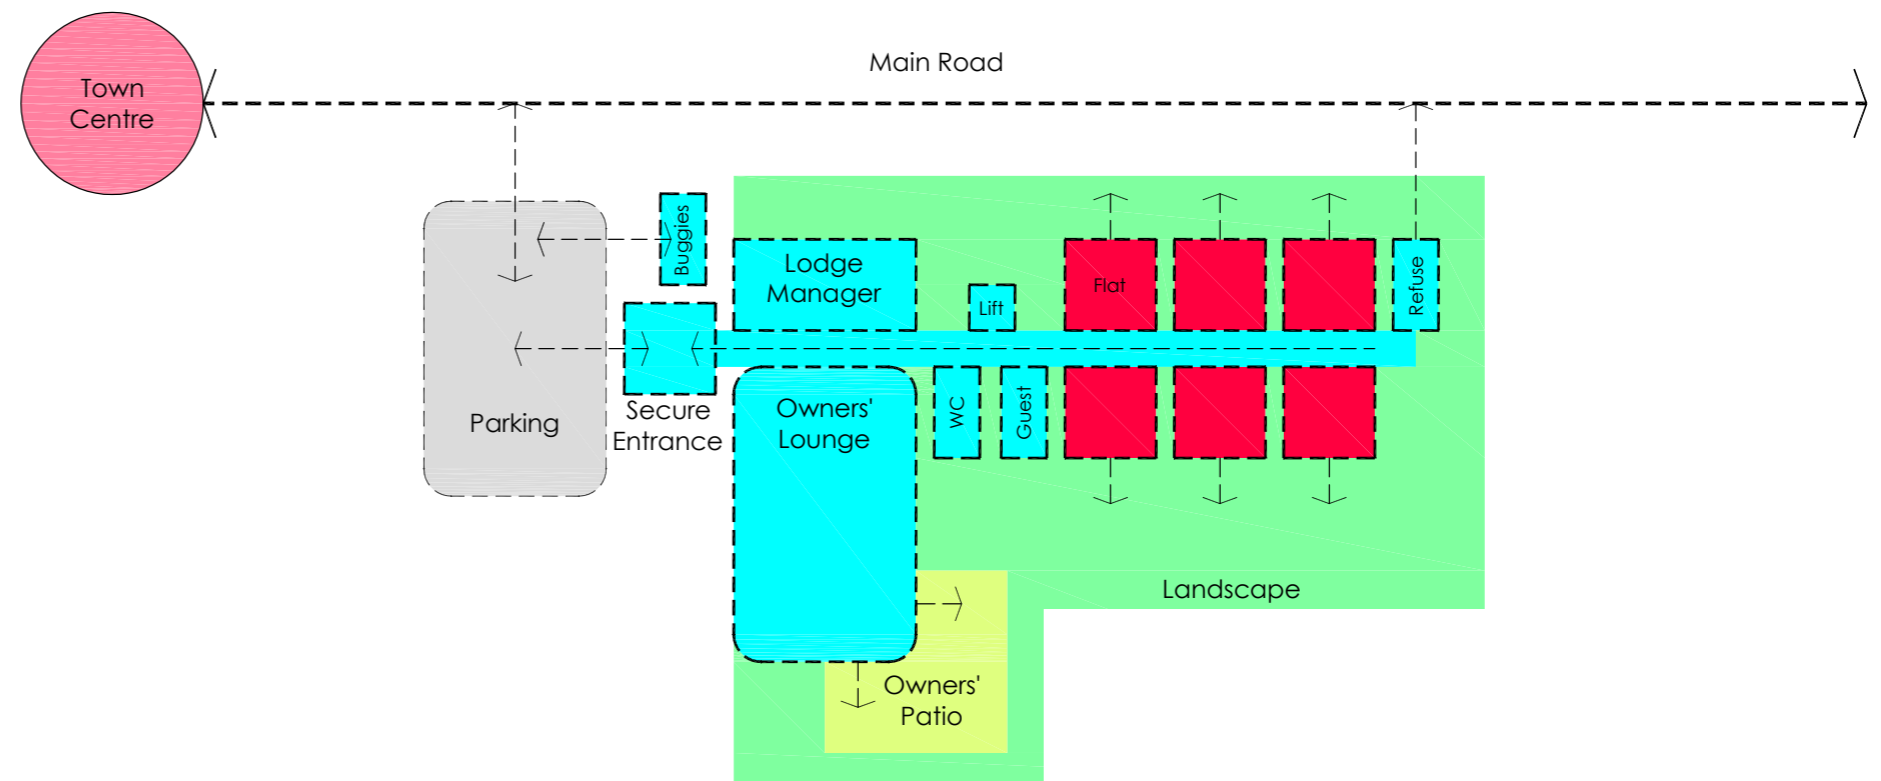 Main Road
Town
Centre
Buggies
Lodge
Manager
Lift
Flat
Refuse
Parking
Secure
Entrance
Owners'
Lounge
WC
Guest
Landscape
Owners'
Patio